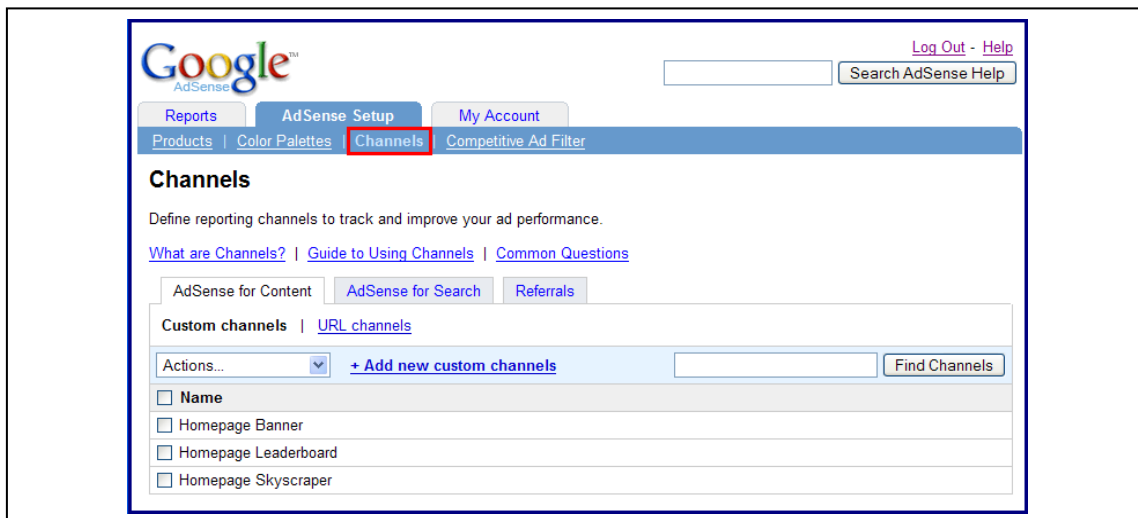 Google™
AdSense
Log Out - Help
Search AdSense Help
Reports AdSense Setup My Account
Products | Color Palettes | Channels | Competitive Ad Filter
Channels
Define reporting channels to track and improve your ad performance.
What are Channels? | Guide to Using Channels | Common Questions
AdSense for Content AdSense for Search Referrals
Custom channels | URL channels
Actions... + Add new custom channels Find Channels
Name
Homepage Banner
Homepage Leaderboard
Homepage Skyscraper